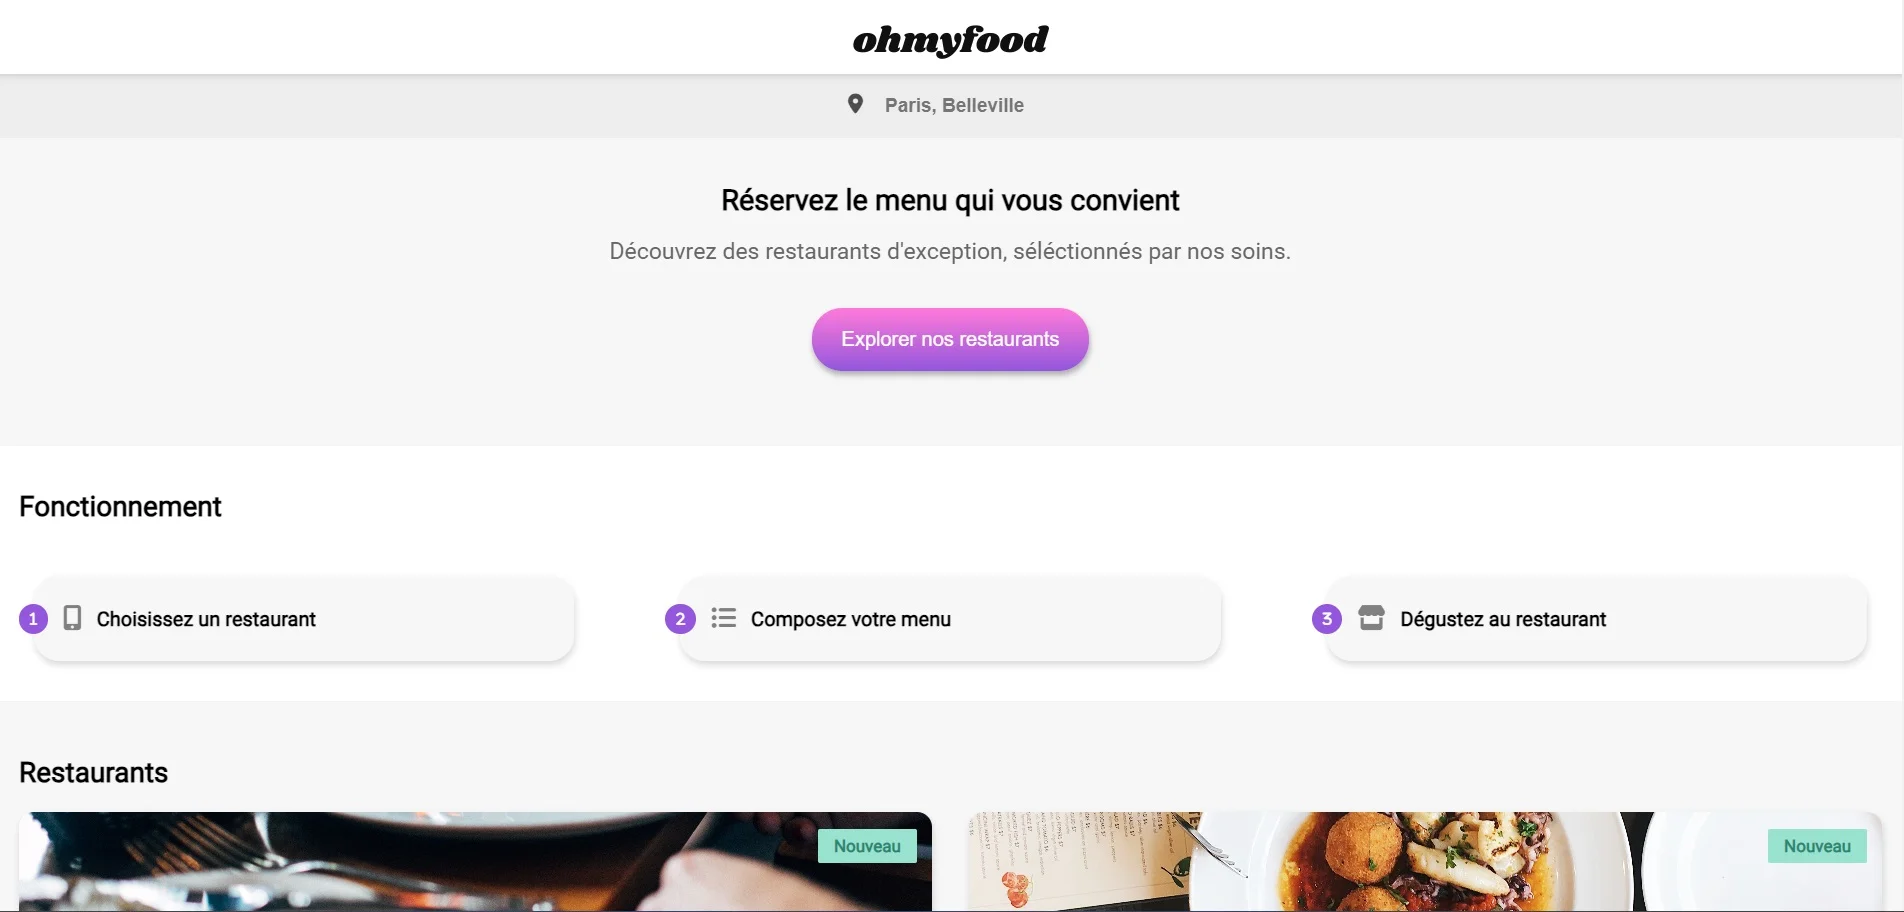 ohmyfood
Paris, Belleville
Réservez le menu qui vous convient
Découvrez des restaurants d'exception, séléctionnés par nos soins.
Explorer nos restaurants
Fonctionnement
1 Choisissez un restaurant
2 Composez votre menu
3 Dégustez au restaurant
Restaurants
Nouveau
Nouveau